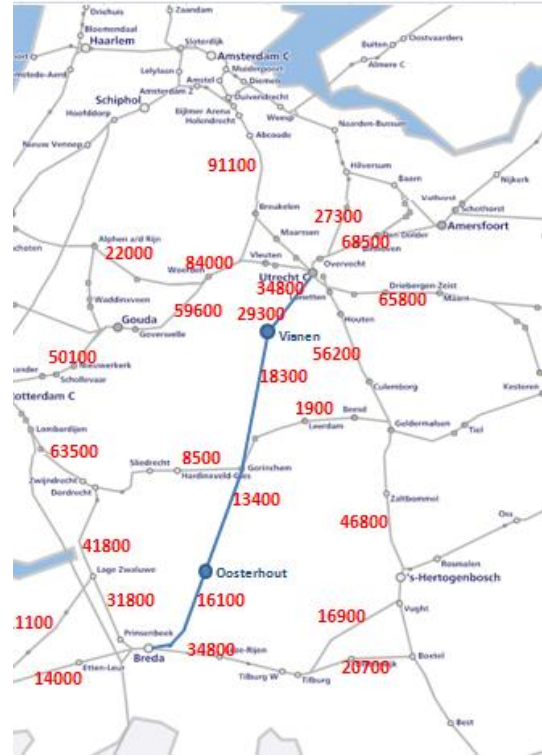 Driehuis
Zaandam
Bloemendaal
Haarlem
Sloterdijk
Amsterdam C
Oostvaarders
Buiten
Muiderpoort
Almere C
Lelylaan
Amstel
Diemen
Amsterdam Z
Duivendrecht
Schiphol
Bijlmer Arena
Holendrecht
Weesp
Hoofddorp
Abcoude
Naarden-Bussum
Nieuw Vennep
91100
Hilversum
Baarn
Nijkerk
Vathorst
Schothorst
Breukelen
27300
Amersfoort
Maarssen
68500
Den Dolder
Bilthoven
Alphen a/d Rijn
22000
84000
Vleuten
Overvecht
Woerden
Utrecht C
34800
Driebergen-Zeist
65800
Maarn
Waddinxveen
59600
29300
Houten
Gouda
Goverwelle
Vianen
56200
50100
Nieuwerkerk
Schollevaar
18300
Culemborg
Kesteren
1900
Beesd
Leerdam
Geldermalsen
Tiel
Lombardijen
63500
Sliedrecht
8500
Gorinchem
Zwijndrecht
Hardinxveld-Gies
Dordrecht
13400
Zaltbommel
46800
Oss
41800
Rosmalen
Lage Zwaluwe
Oosterhout
's-Hertogenbosch
31800
16100
16900
Vught
1100
Prinsenbeek
34800
Breda
Etten-Leur
14000
Tilburg W
Tilburg
20700
Boxtel
Best